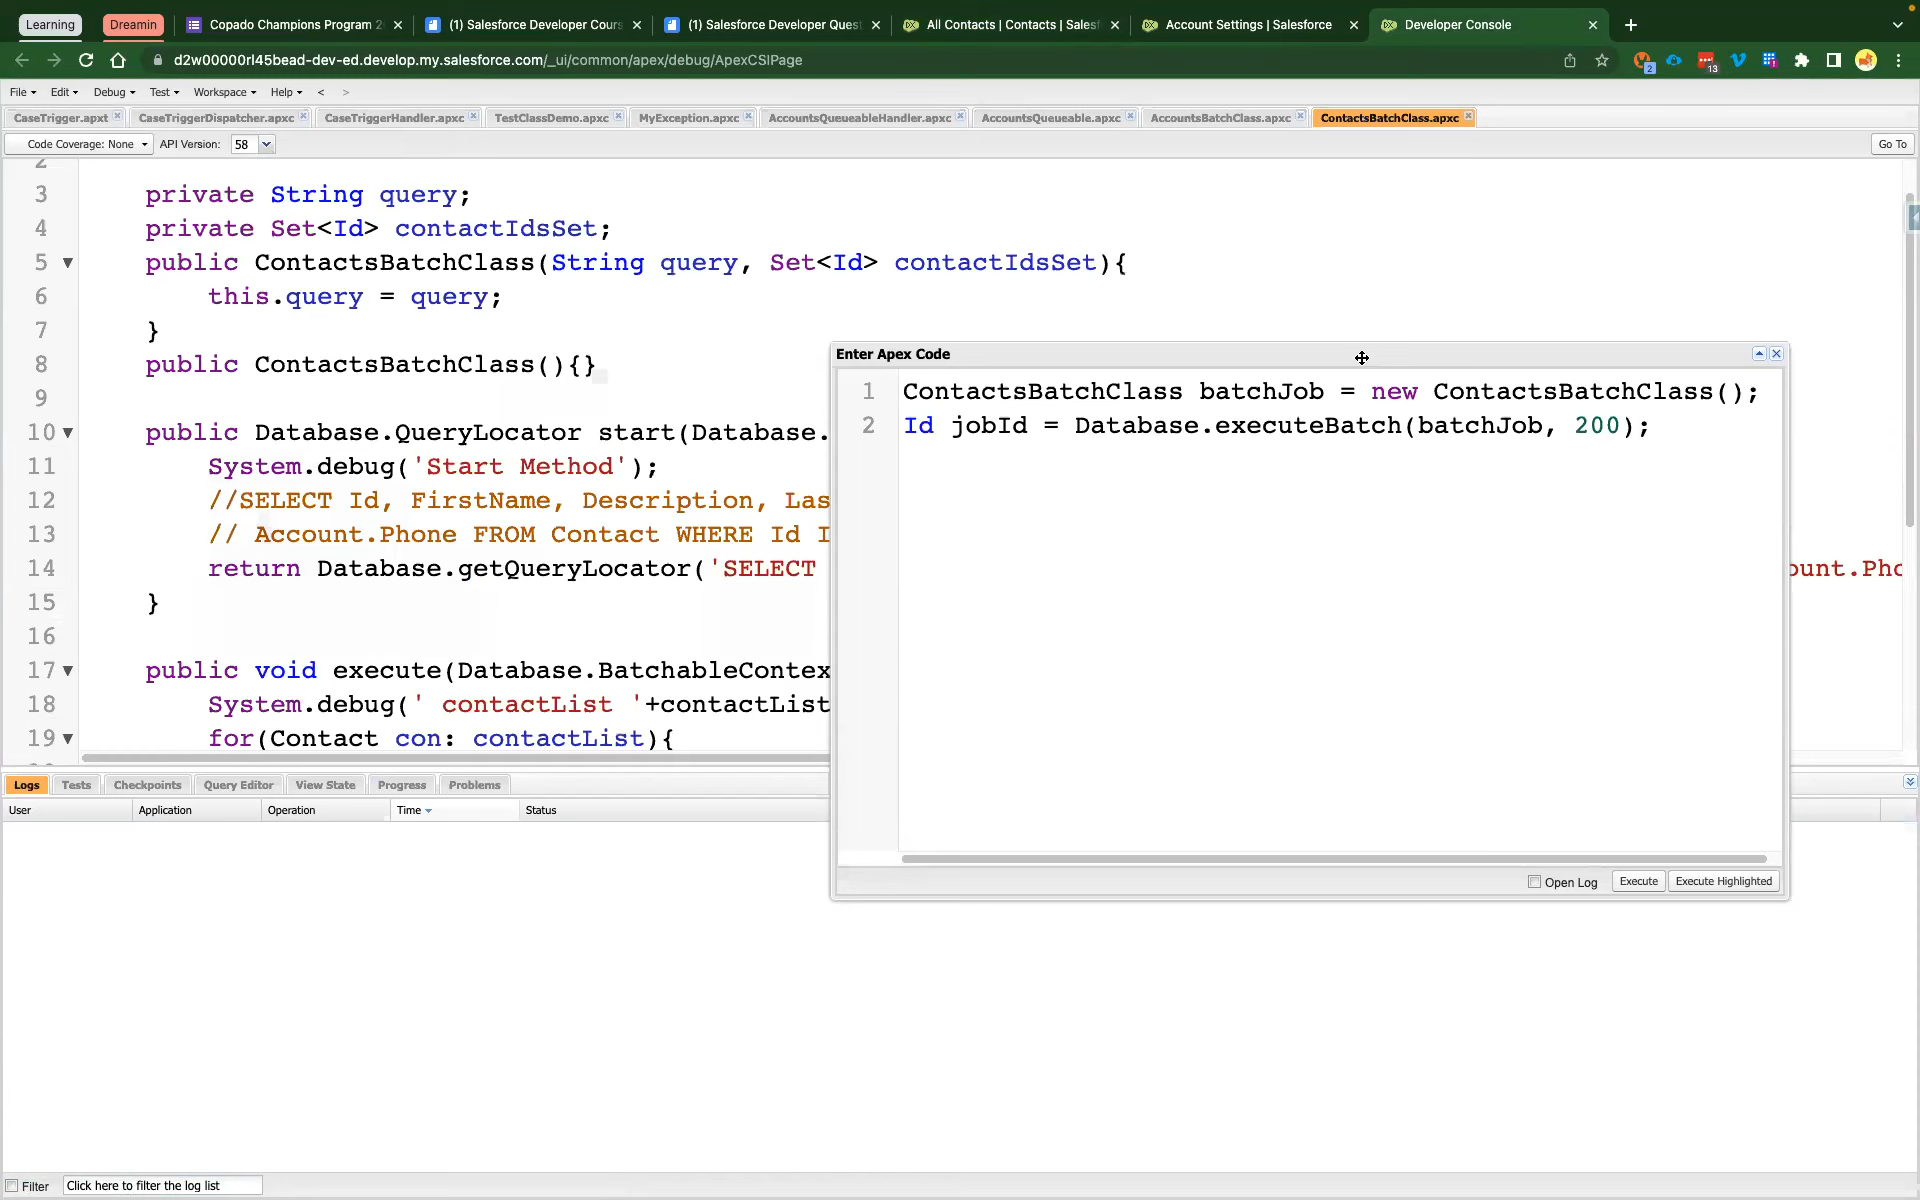 Learning
Dreamin
Copado Champions Program 2
(1) Salesforce Developer Cours
(1) Salesforce Developer Quest
All Contacts | Contacts | Salesf
Account Settings | Salesforce
Developer Console
d2w00000rl45bead-dev-ed.develop.my.salesforce.com/_ui/common/apex/debug/ApexCSIPage
2
13
1
File Edit Debug Test Workspace Help < >
CaseTrigger.apxt
CaseTriggerDispatcher.apxc
CaseTriggerHandler.apxc
TestClassDemo.apxc
MyException.apxc
AccountsQueueableHandler.apxc
AccountsQueueable.apxc
AccountsBatchClass.apxc
ContactsBatchClass.apxc
Code Coverage: None API Version: 58 Go To
2
3 private String query;
4 private Set<Id> contactIdsSet;
5 public ContactsBatchClass(String query, Set<Id> contactIdsSet){
6 this.query = query;
7 }
8 public ContactsBatchClass(){}
9
10 public Database.QueryLocator start(Database.
11 System.debug('Start Method');
12 //SELECT Id, FirstName, Description, Las
13 // Account.Phone FROM Contact WHERE Id I
14 return Database.getQueryLocator('SELECT ount.Pho
15 }
16
17 public void execute(Database.BatchableContex
18 System.debug(' contactList '+contactList
19 for(Contact con: contactList){
Enter Apex Code
1 ContactsBatchClass batchJob = new ContactsBatchClass();
2 Id jobId = Database.executeBatch(batchJob, 200);
Open Log Execute Execute Highlighted
Logs Tests Checkpoints Query Editor View State Progress Problems
User Application Operation Time Status
Filter Click here to filter the log list